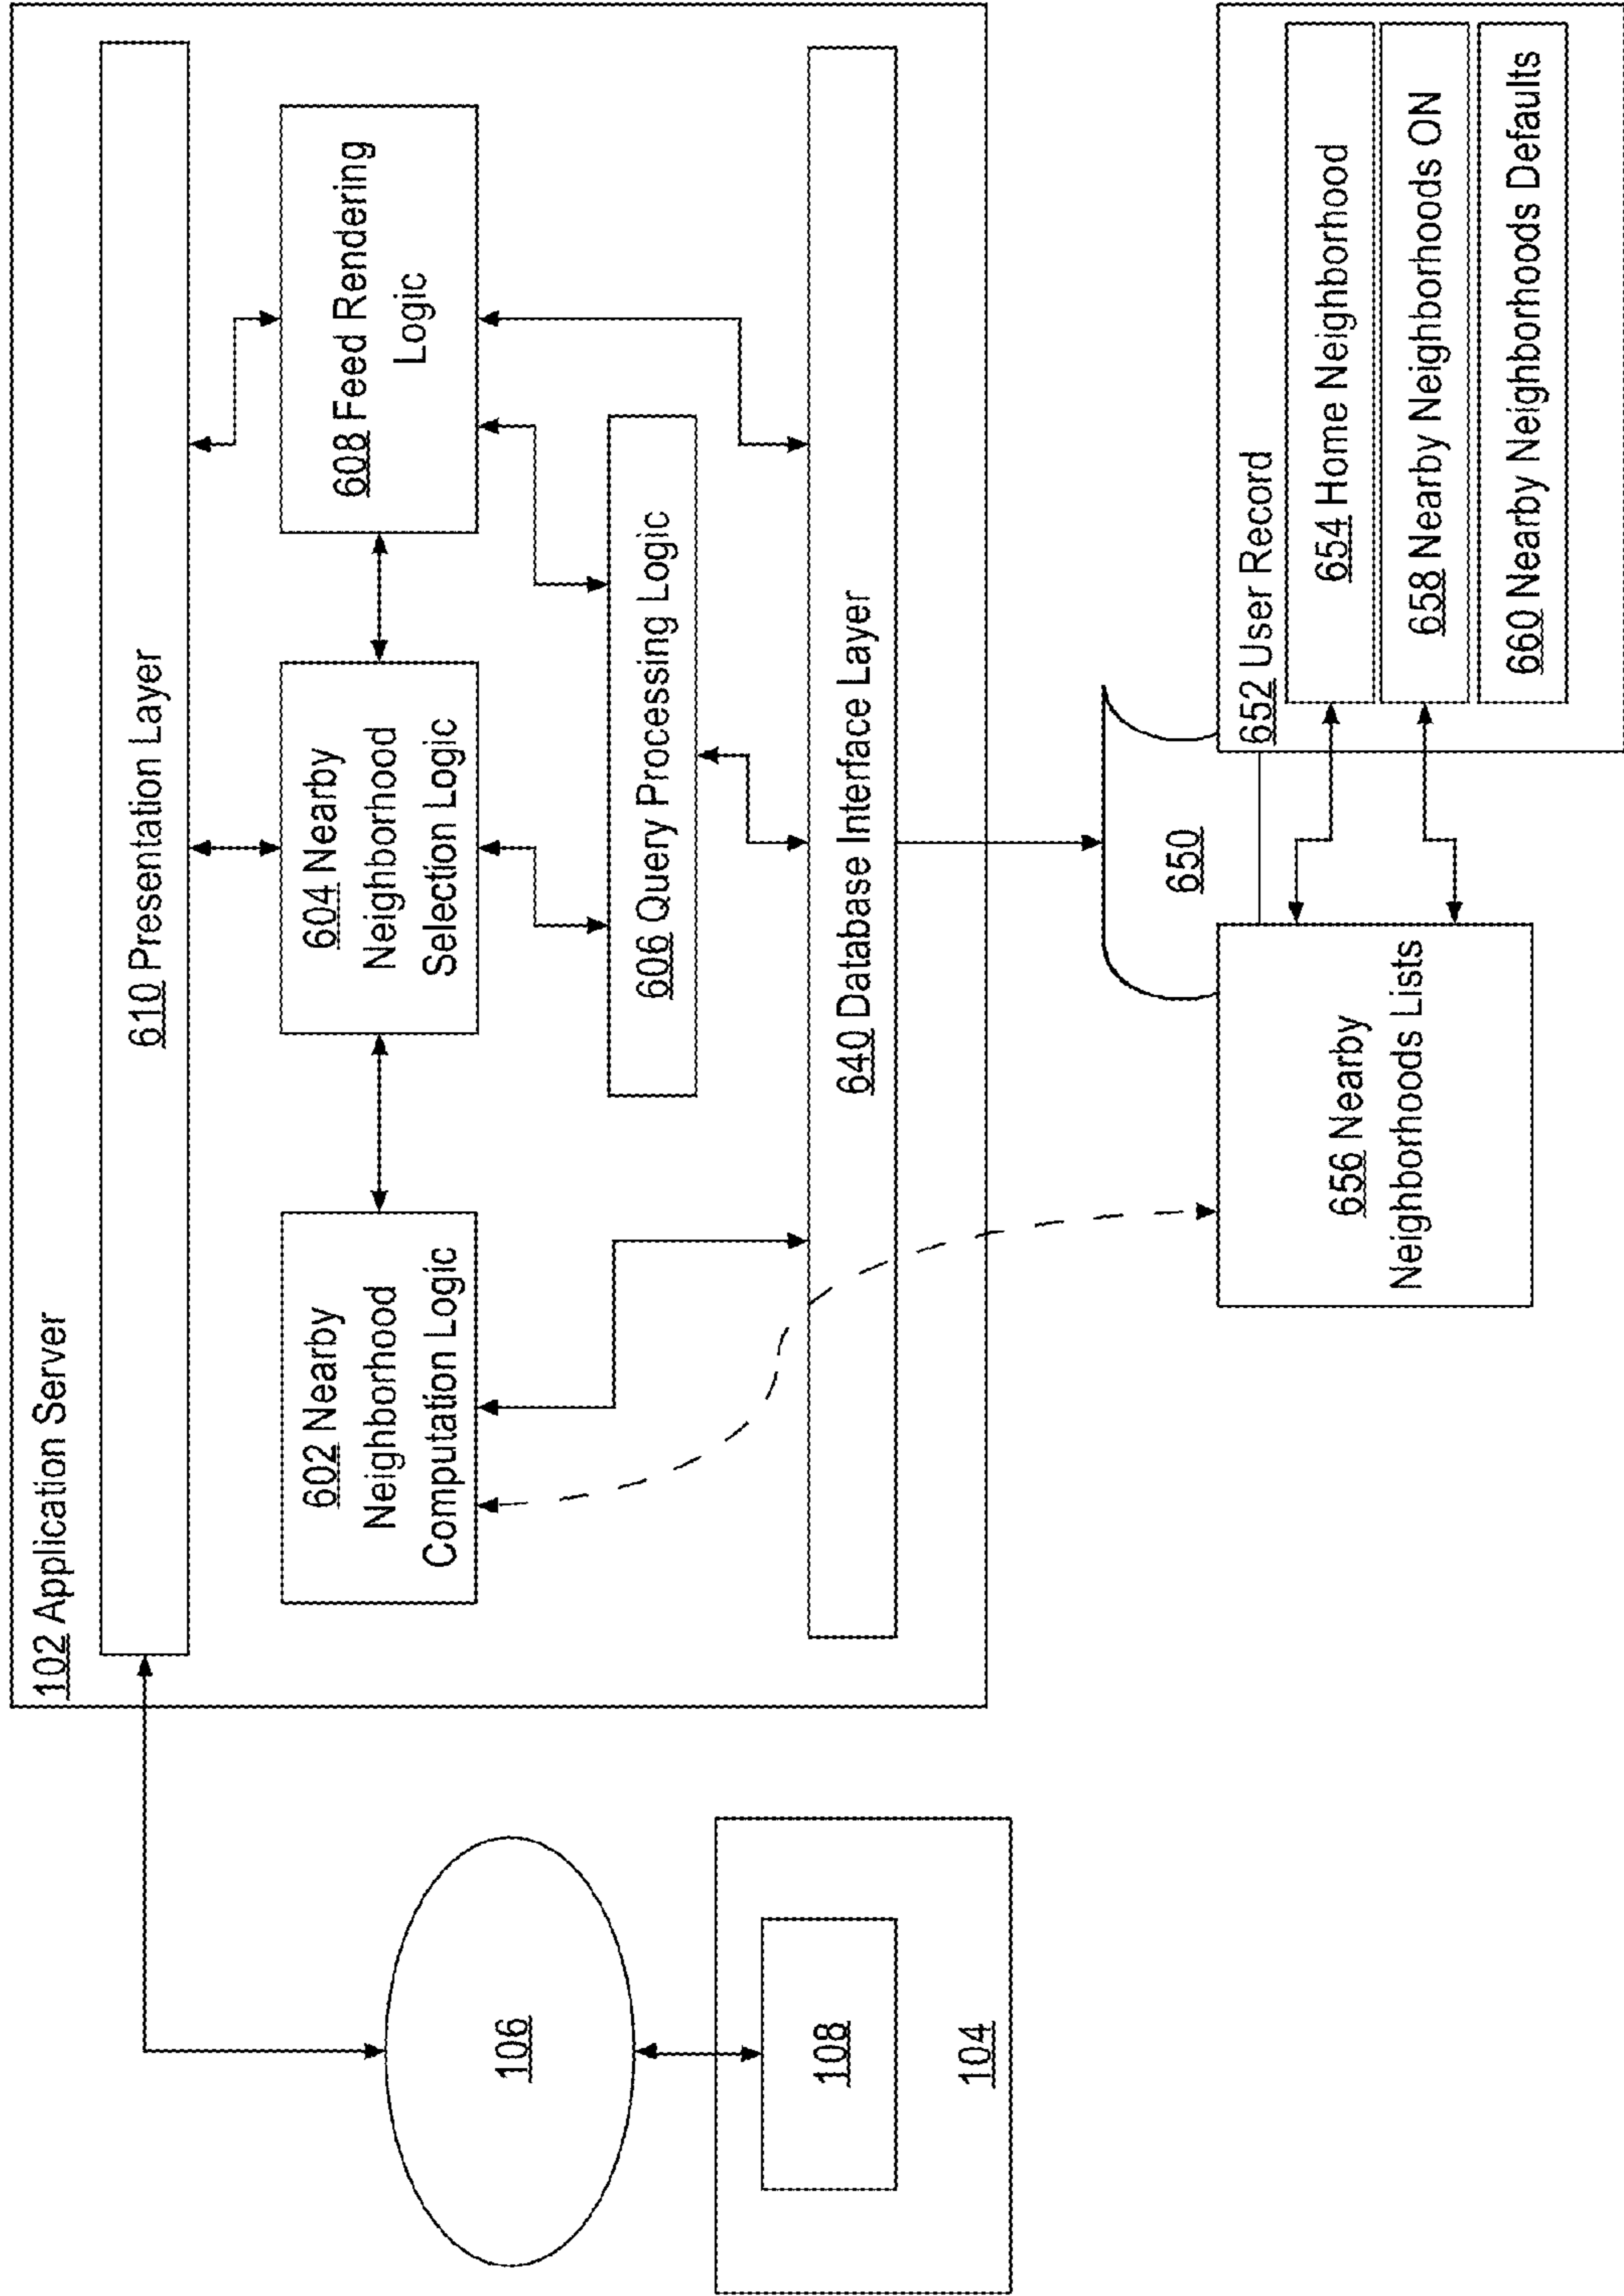 102 Application Server
610 Presentation Layer
602 Nearby
Neighborhood
Computation Logic
604 Nearby
Neighborhood
Selection Logic
608 Feed Rendering
Logic
606 Query Processing Logic
640 Database Interface Layer
106
108
104
650
656 Nearby
Neighborhoods Lists
652 User Record
654 Home Neighborhood
658 Nearby Neighborhoods ON
660 Nearby Neighborhoods Defaults